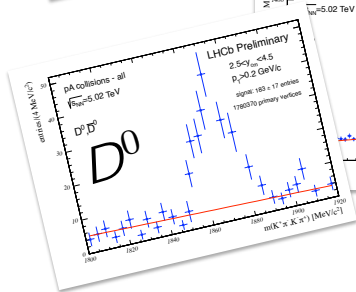 =5.02 TeV
LHCb Preliminary
pA collisions - all
√sNN=5.02 TeV
2.5<ycm<4.5
pT>0.2 GeV/c
D⁰ D̅⁰
signal: 183 ± 17 entries
1780370 primary vertices
D⁰
entries/(4 MeV/c²)
50
40
30
20
10
0
1800 1820 1840 1860 1880 1900 1920
m(K⁺π⁻,K⁻π⁺) [MeV/c²]